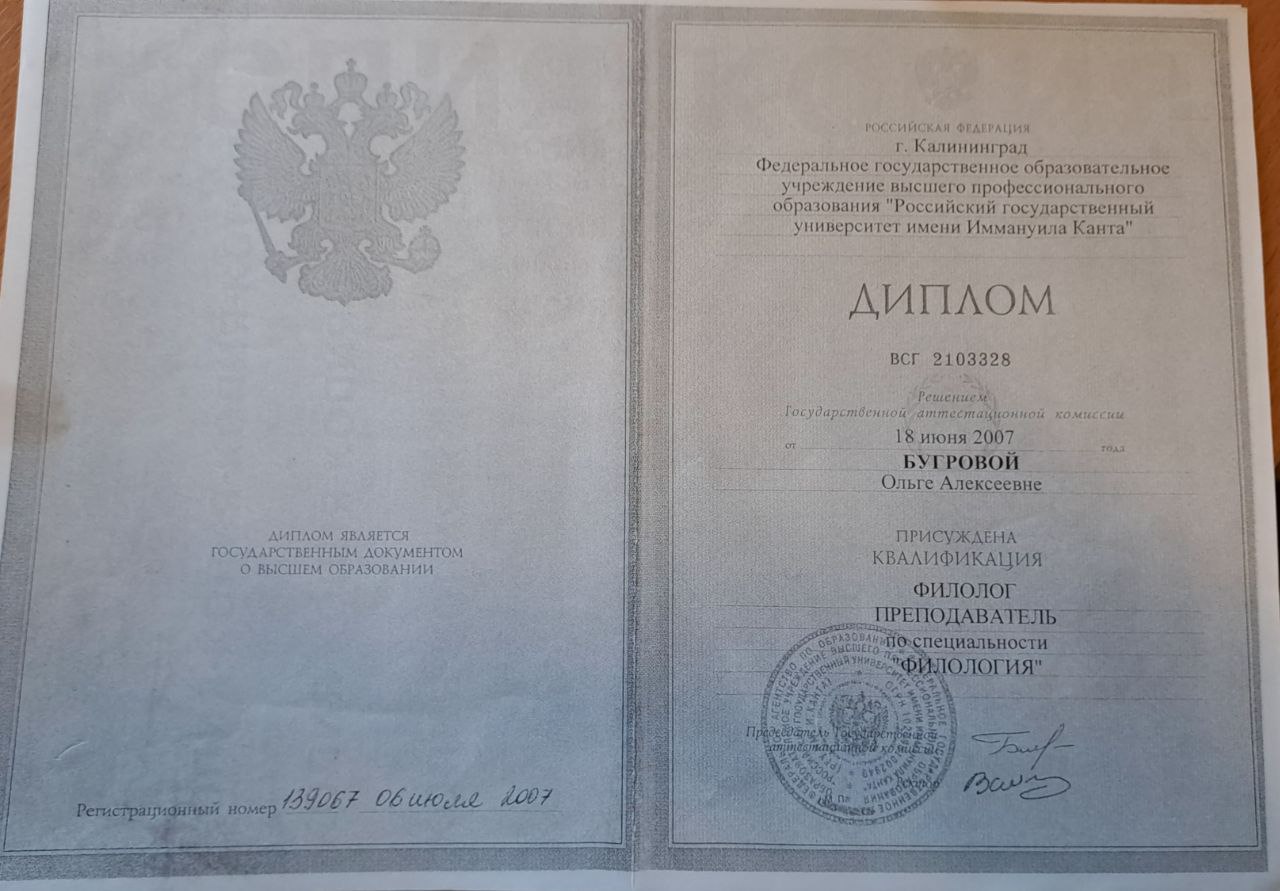 ДИПЛОМ ЯВЛЯЕТСЯ
ГОСУДАРСТВЕННЫМ ДОКУМЕНТОМ
О ВЫСШЕМ ОБРАЗОВАНИИ
Регистрационный номер 139067 06 июля 2007
РОССИЙСКАЯ ФЕДЕРАЦИЯ
г. Калининград
Федеральное государственное образовательное
учреждение высшего профессионального
образования "Российский государственный
университет имени Иммануила Канта"
ДИПЛОМ
ВСГ 2103328
Решением
Государственной аттестационной комиссии
от 18 июня 2007 года
БУГРОВОЙ
Ольге Алексеевне
ПРИСУЖДЕНА
КВАЛИФИКАЦИЯ
ФИЛОЛОГ
ПРЕПОДАВАТЕЛЬ
по специальности
"ФИЛОЛОГИЯ"
Председатель Государственной
аттестационной комиссии
Ректор